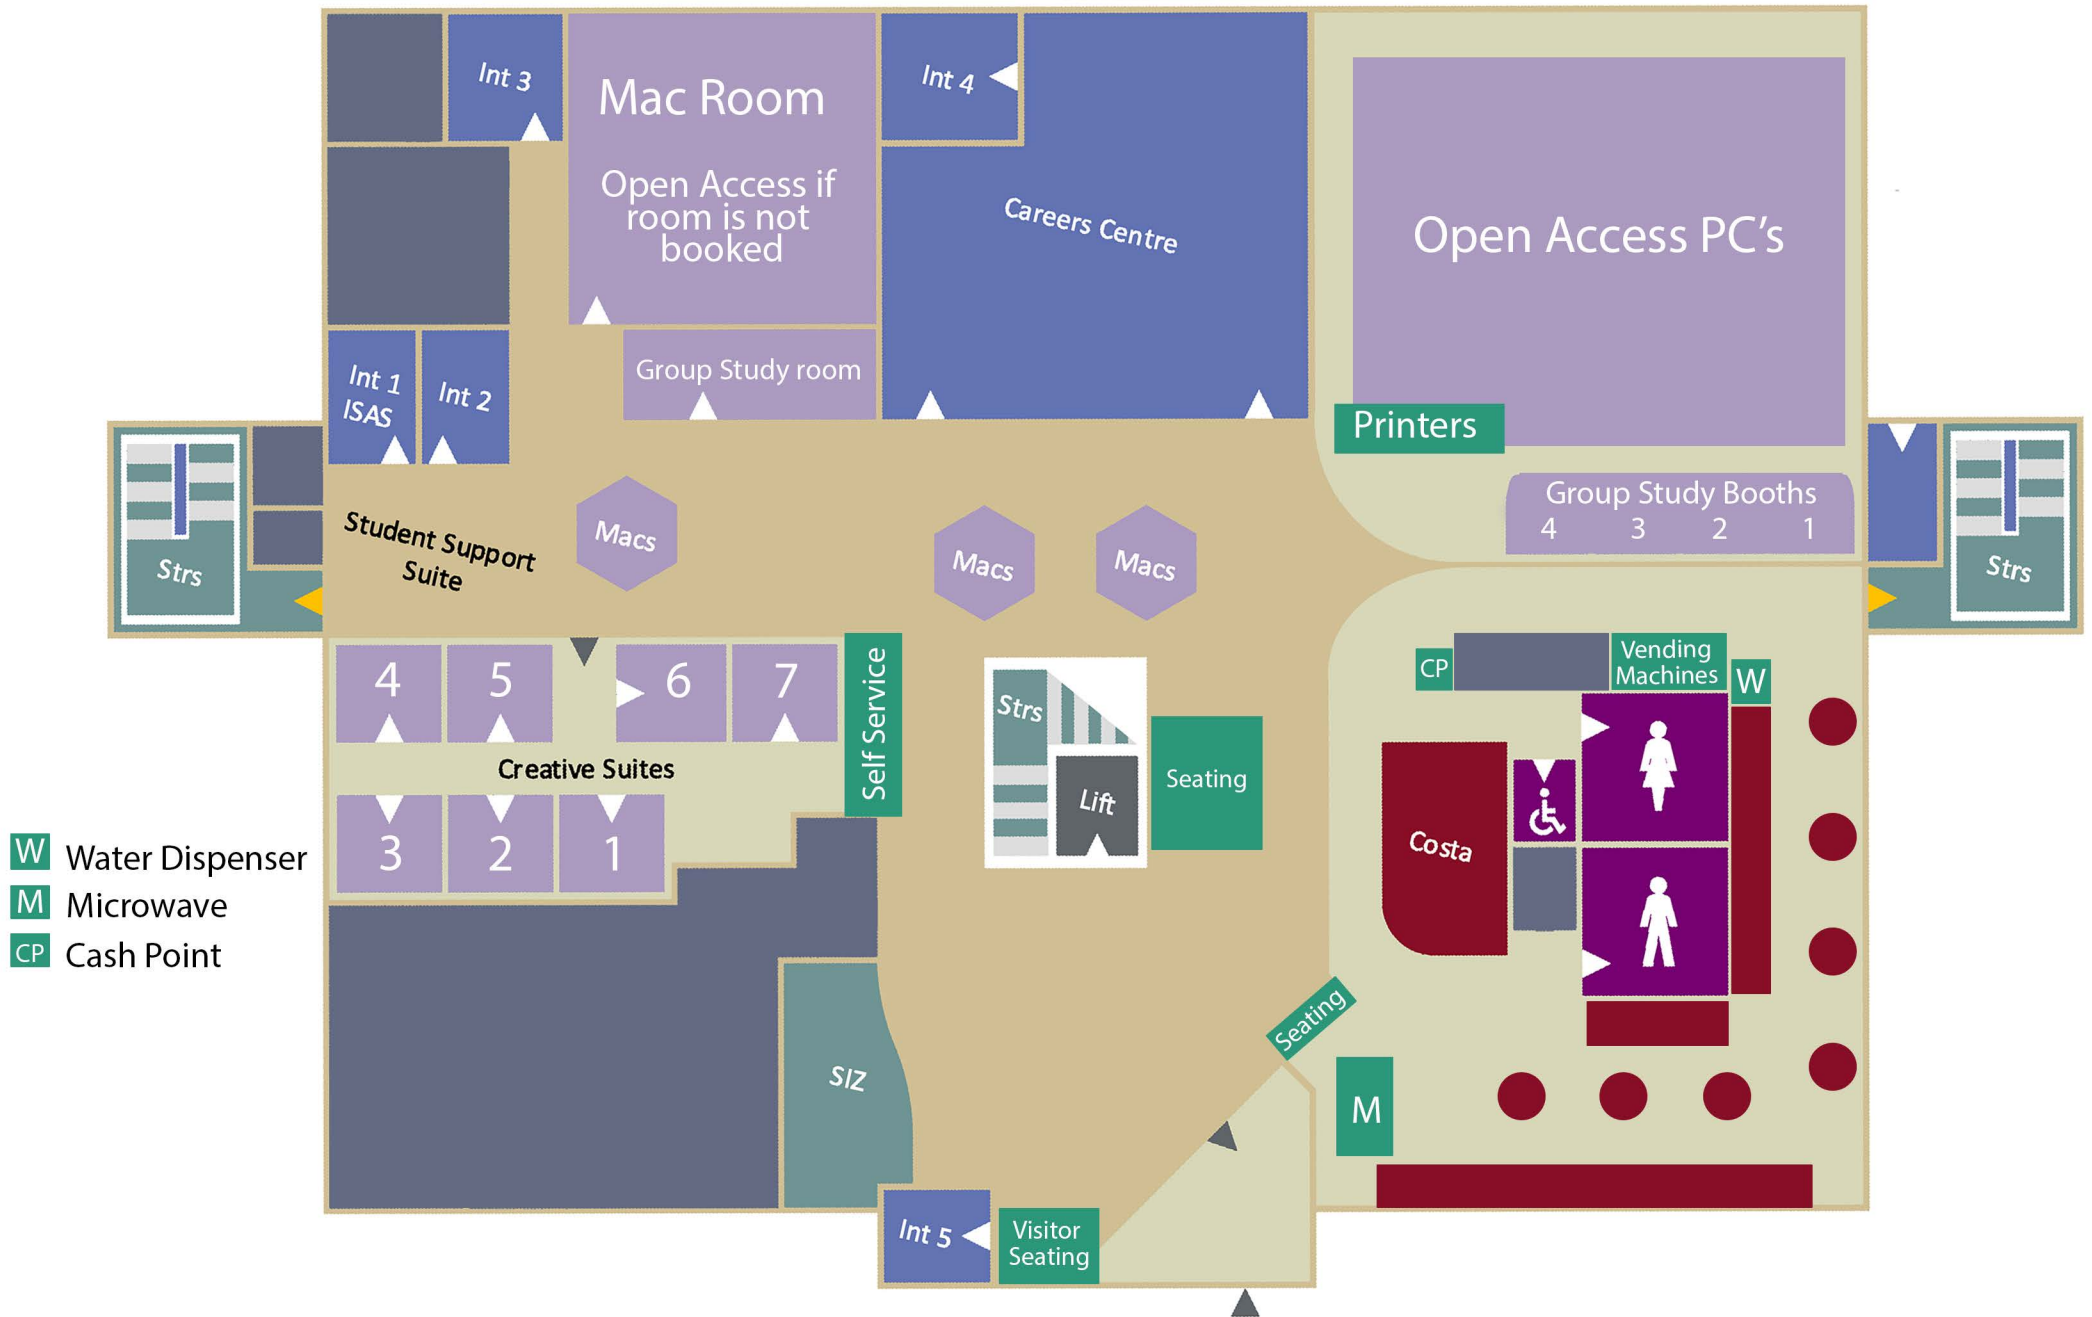 Int 3
Mac Room
Open Access if
room is not
booked
Int 4
Careers Centre
Open Access PC’s
Int 1
ISAS
Int 2
Group Study room
Printers
Group Study Booths
4 3 2 1
Strs
Student Support
Suite
Macs
Macs
Macs
Strs
4
5
6
7
Self Service
Creative Suites
3
2
1
Strs
Lift
Seating
CP
Vending
Machines
W
Costa
Seating
M
SIZ
Int 5
Visitor
Seating
W Water Dispenser
M Microwave
CP Cash Point